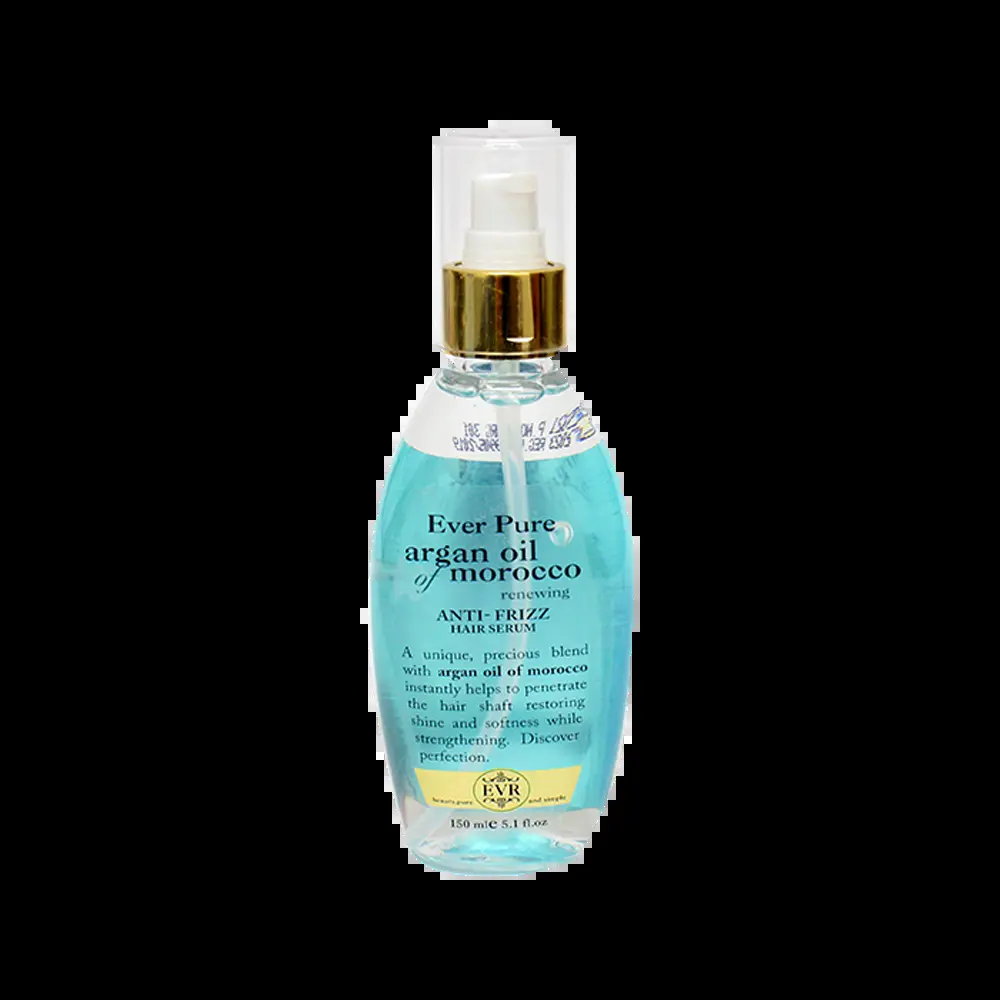 Ever Pure
argan oil
of morocco
renewing
ANTI-FRIZZ
HAIR SERUM
A unique, precious blend
with argan oil of morocco
instantly helps to penetrate
the hair shaft restoring
shine and softness while
strengthening. Discover
perfection.
EVR
beauty pure and simple
150 ml℮ 5.1 fl.oz